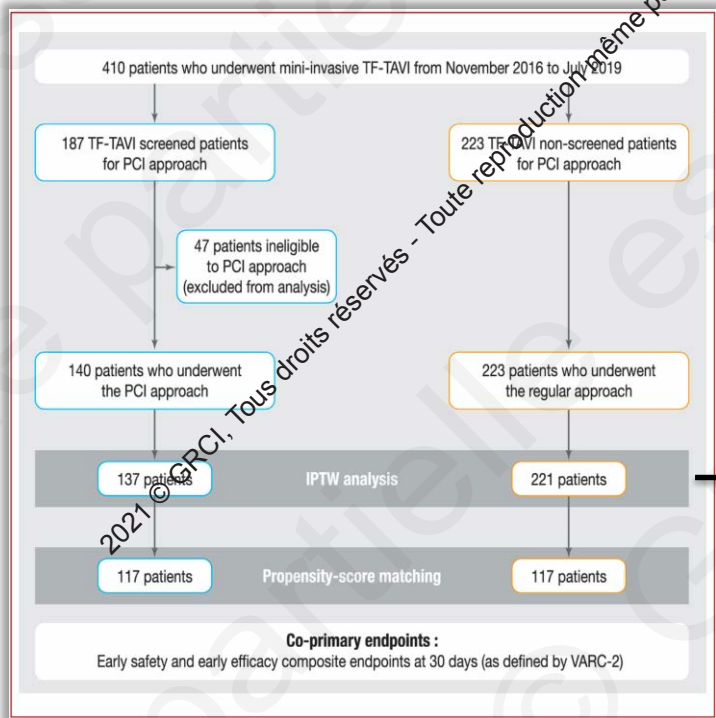 410 patients who underwent mini-invasive TF-TAVI from November 2016 to July 2019
187 TF-TAVI screened patients
for PCI approach
223 TF-TAVI non-screened patients
for PCI approach
47 patients ineligible
to PCI approach
(excluded from analysis)
140 patients who underwent
the PCI approach
223 patients who underwent
the regular approach
137 patients
IPTW analysis
221 patients
117 patients
Propensity-score matching
117 patients
Co-primary endpoints :
Early safety and early efficacy composite endpoints at 30 days (as defined by VARC-2)
2021 © GRCI, Tous droits réservés - Toute reproduction même
partielle